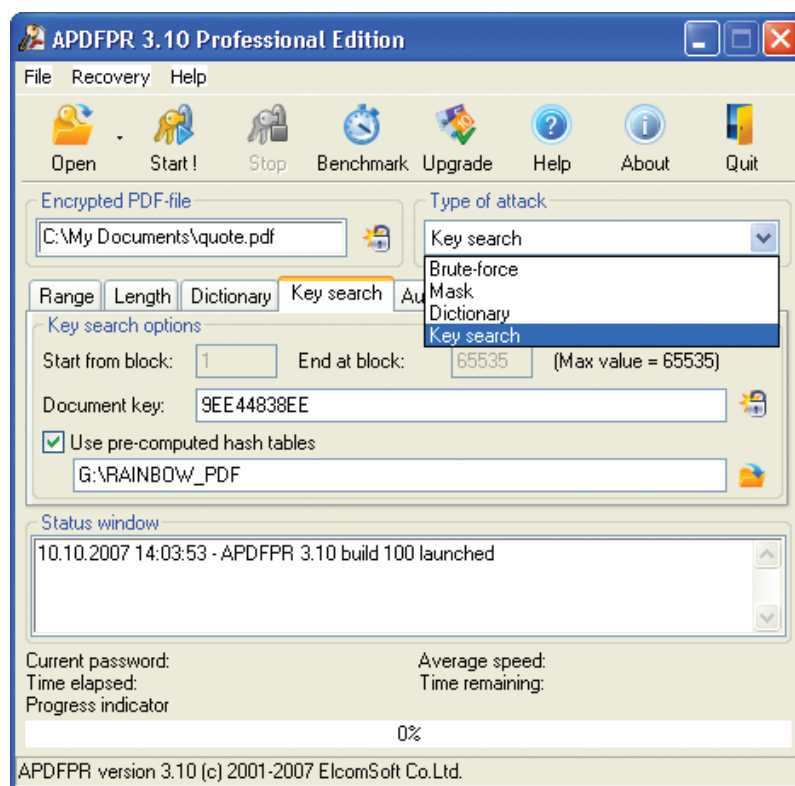 APDFPR 3.10 Professional Edition
File Recovery Help
Open Start! Stop Benchmark Upgrade Help About Quit
Encrypted PDF-file
Type of attack
C:\My Documents\quote.pdf
Key search
Brute-force
Mask
Dictionary
Key search
Range Length Dictionary Key search Au
Key search options
Start from block: 1 End at block: 65535 (Max value = 65535)
Document key: 9EE44838EE
Use pre-computed hash tables
G:\RAINBOW_PDF
Status window
10.10.2007 14:03:53 - APDFPR 3.10 build 100 launched
Current password: Average speed:
Time elapsed: Time remaining:
Progress indicator
0%
APDFPR version 3.10 (c) 2001-2007 ElcomSoft Co.Ltd.